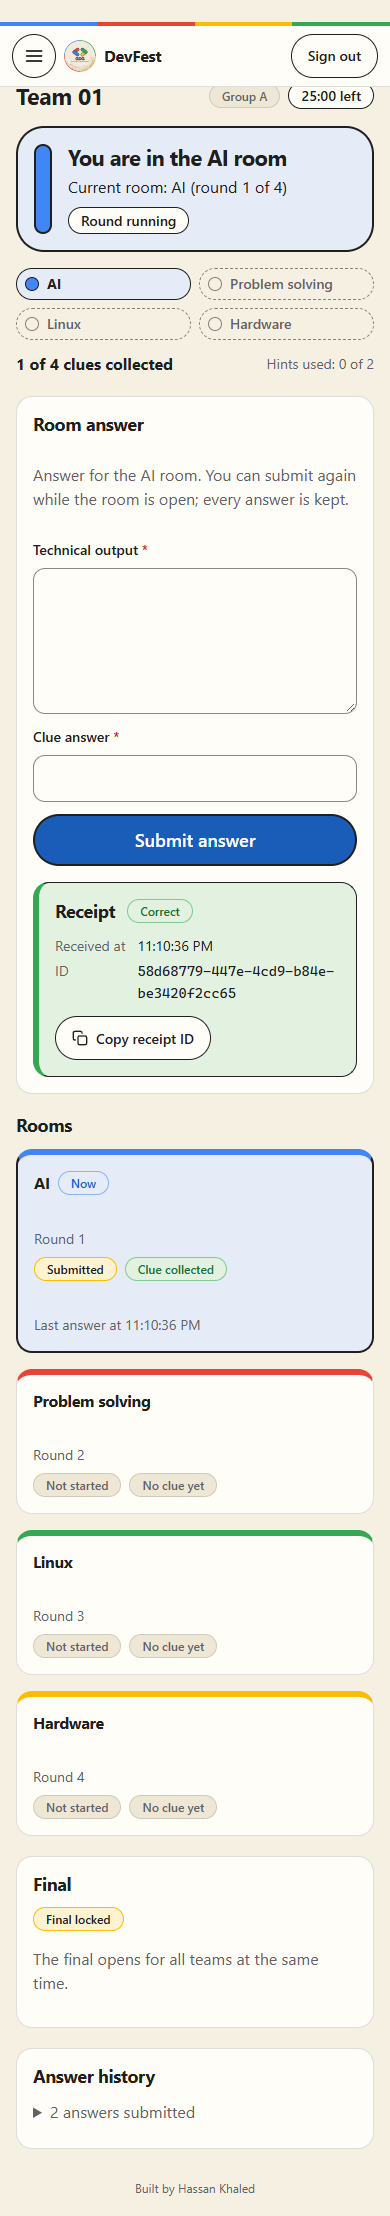 DevFest
Sign out
Team 01
Group A
25:00 left
You are in the AI room
Current room: AI (round 1 of 4)
Round running
AI
Problem solving
Linux
Hardware
1 of 4 clues collected
Hints used: 0 of 2
Room answer
Answer for the AI room. You can submit again
while the room is open; every answer is kept.
Technical output *
Clue answer *
Submit answer
Receipt
Correct
Received at 11:10:36 PM
ID 58d68779-447e-4cd9-b84e-
be3420f2cc65
Copy receipt ID
Rooms
AI
Now
Round 1
Submitted
Clue collected
Last answer at 11:10:36 PM
Problem solving
Round 2
Not started
No clue yet
Linux
Round 3
Not started
No clue yet
Hardware
Round 4
Not started
No clue yet
Final
Final locked
The final opens for all teams at the same
time.
Answer history
2 answers submitted
Built by Hassan Khaled